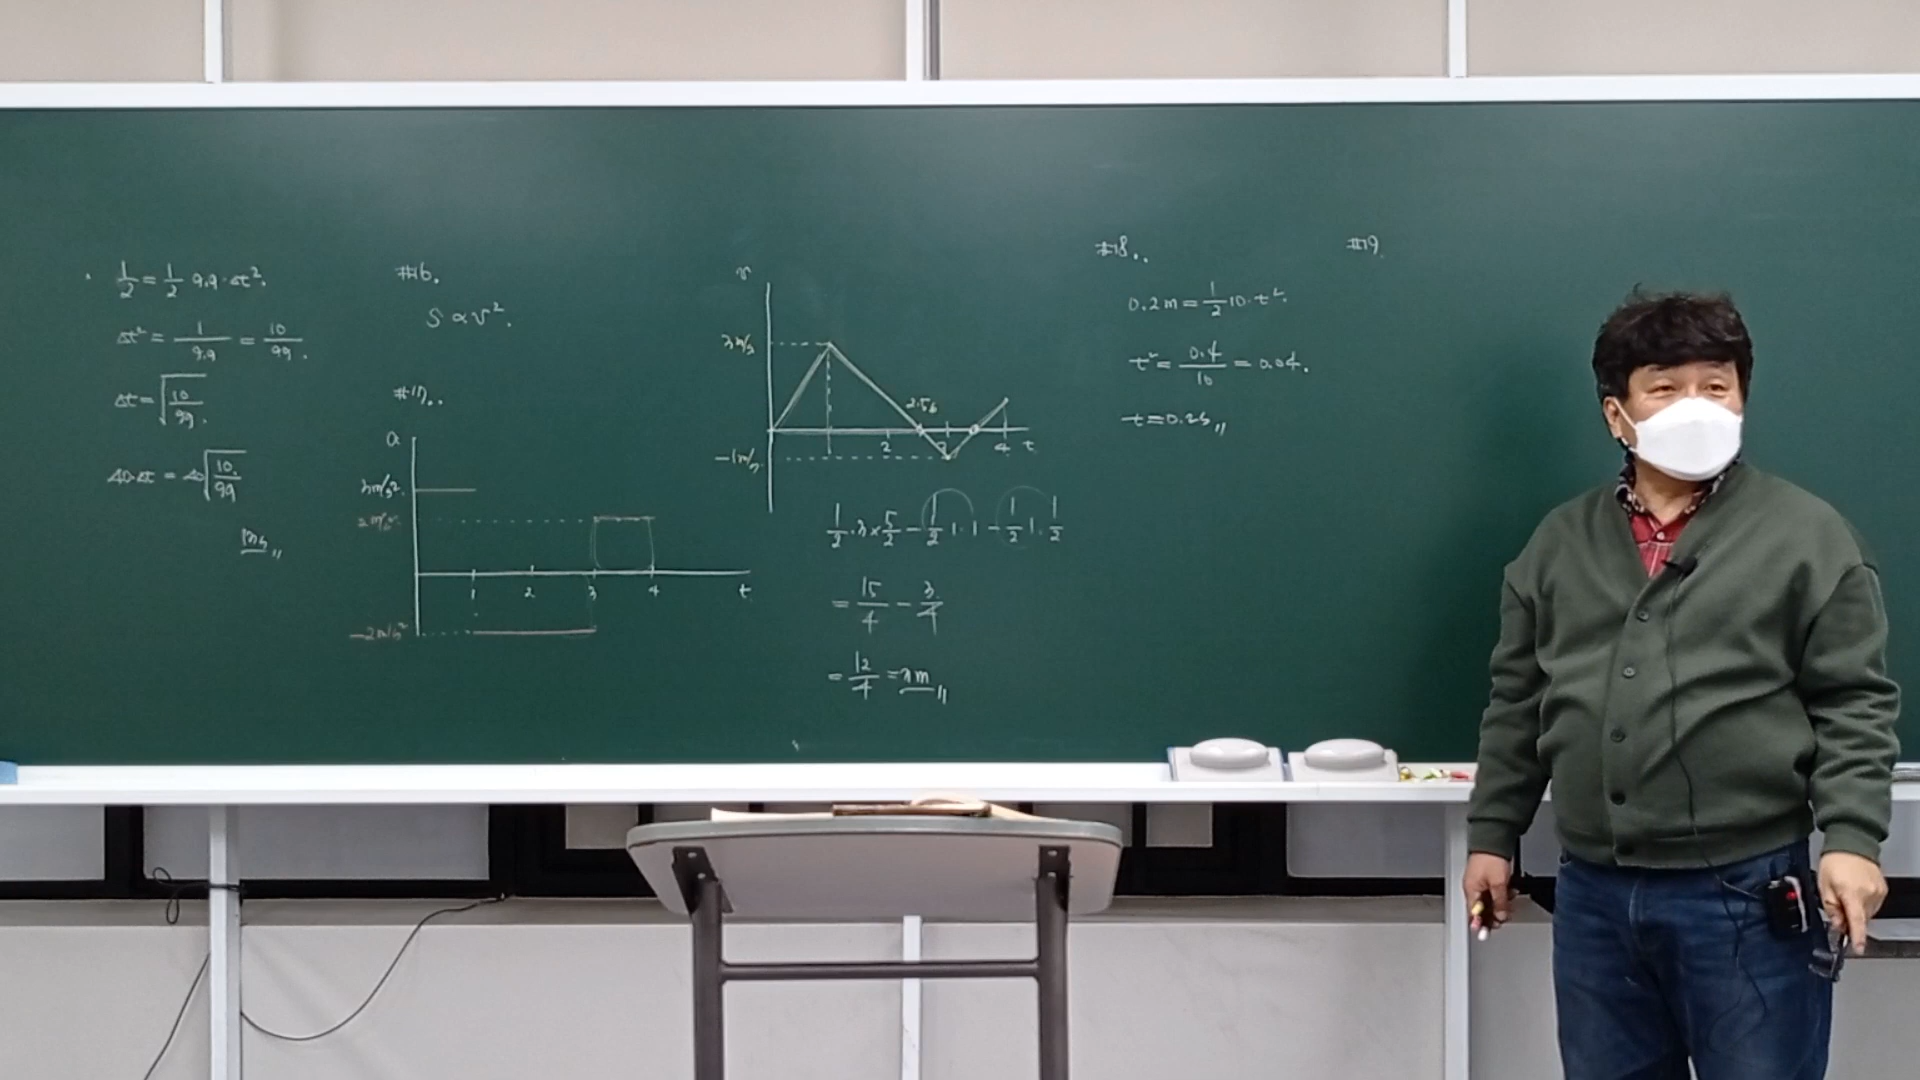 1/2 = 1/2 9.9·Δt².
Δt² = 1/9.9 = 10/99.
Δt = √(10/99).
40·Δt = 40√(10/99)
#16.
S ∝ v².
#17..
a
3m/s².
2m/s².
1 2 3 4 t
-2m/s²
v
3m/s
2.5s
2 3 4 t
-1m/s.
1/2·3×5/2 - 1/2·1·1 - 1/2·1·1/2
= 15/4 - 3/4
= 12/4 = 3m
#18..
0.2m = 1/2 10·t².
t² = 0.4/10 = 0.04.
t = 0.2s
#19.